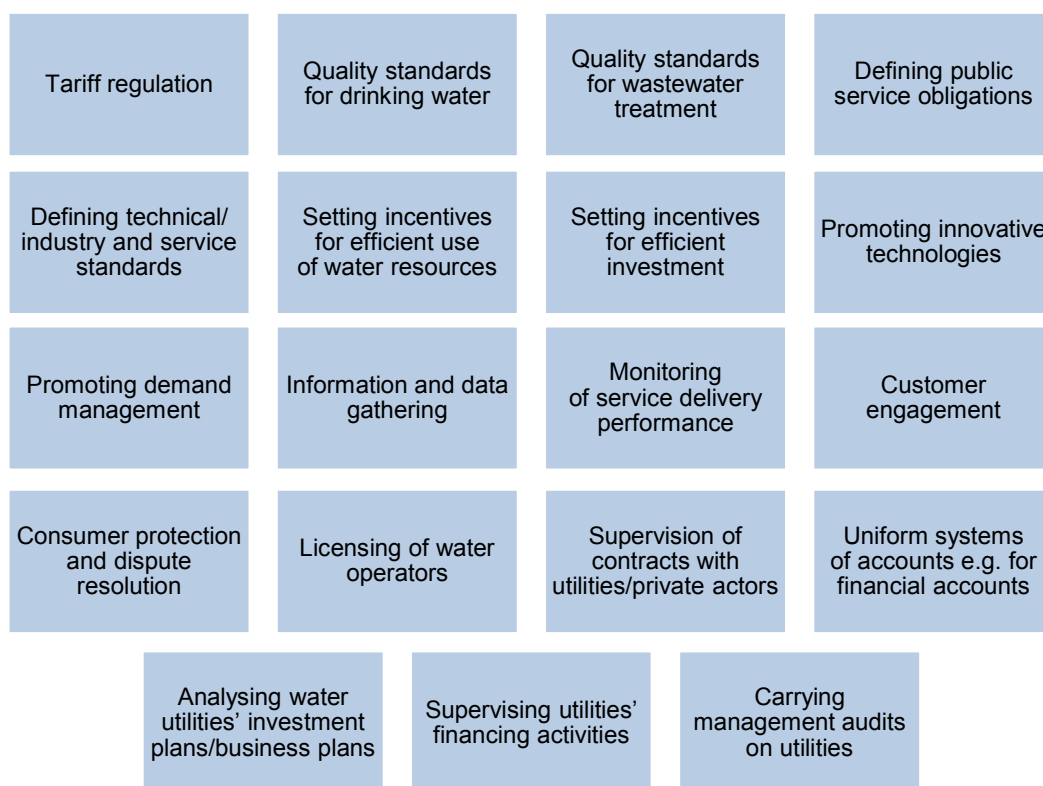 Tariff regulation
Quality standards
for drinking water
Quality standards
for wastewater
treatment
Defining public
service obligations
Defining technical/
industry and service
standards
Setting incentives
for efficient use
of water resources
Setting incentives
for efficient
investment
Promoting innovative
technologies
Promoting demand
management
Information and data
gathering
Monitoring
of service delivery
performance
Customer
engagement
Consumer protection
and dispute
resolution
Licensing of water
operators
Supervision of
contracts with
utilities/private actors
Uniform systems
of accounts e.g. for
financial accounts
Analysing water
utilities’ investment
plans/business plans
Supervising utilities’
financing activities
Carrying
management audits
on utilities